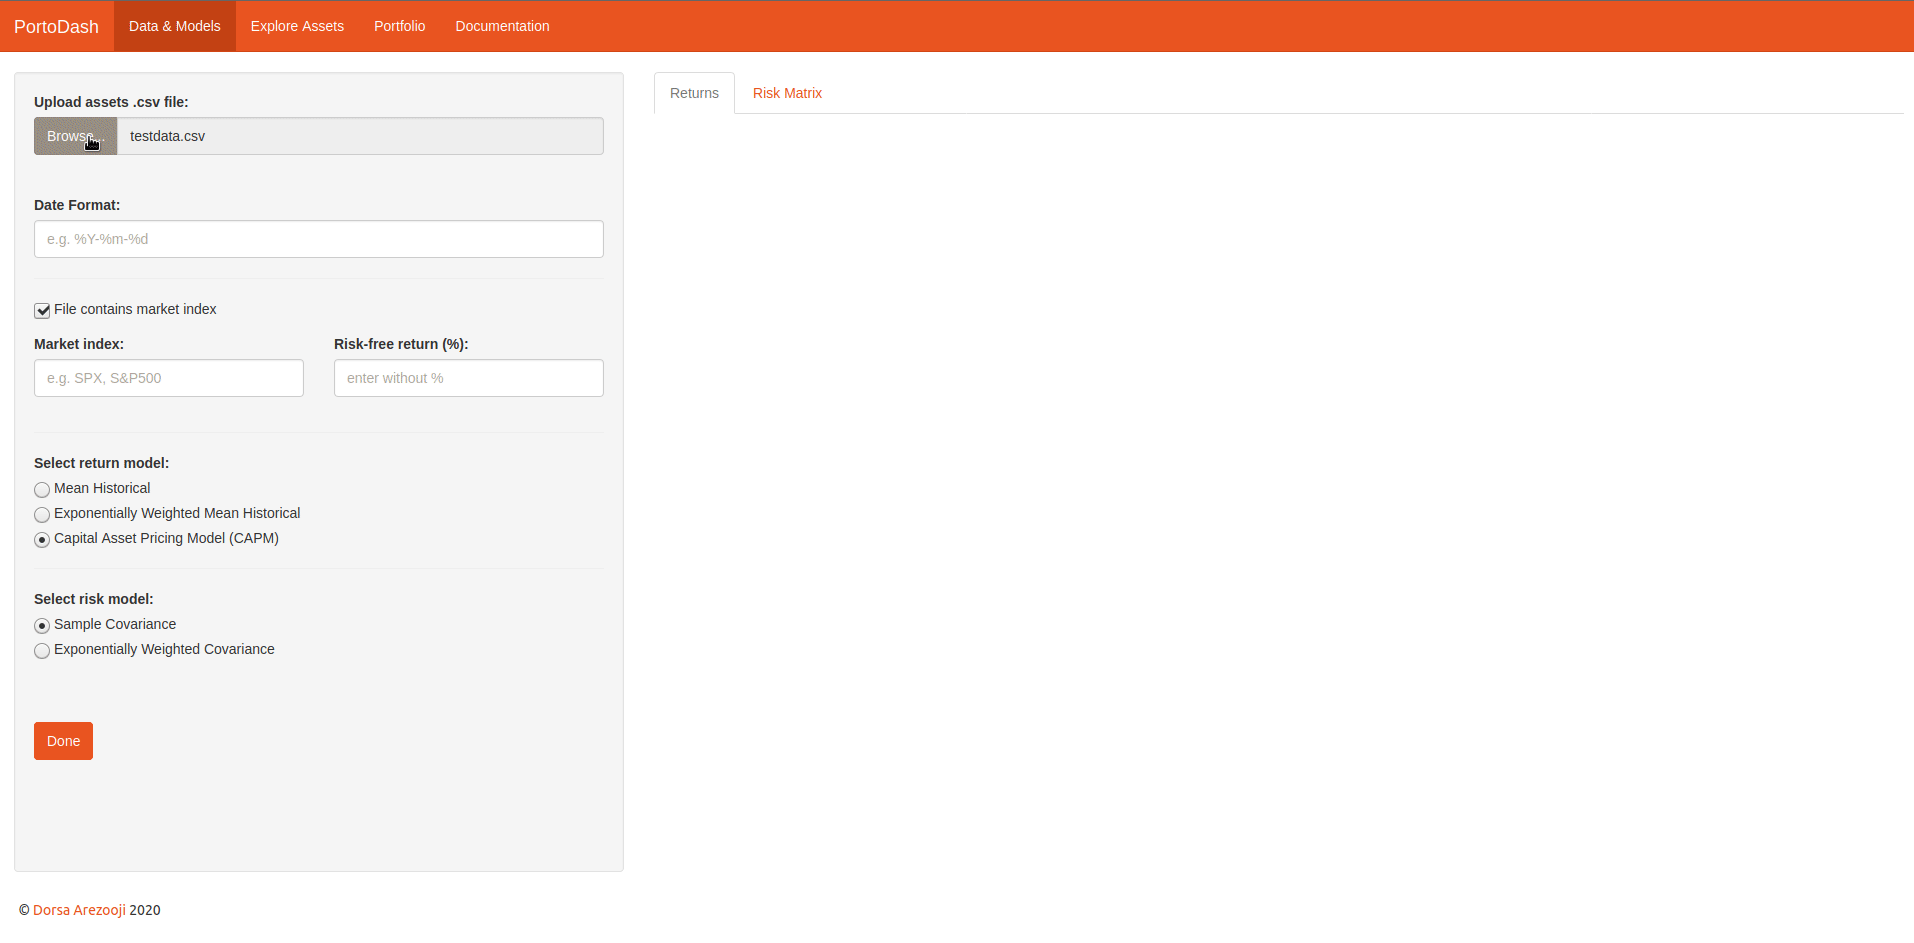 PortoDash Data & Models Explore Assets Portfolio Documentation
Upload assets .csv file:
Browse... testdata.csv
Date Format:
e.g. %Y-%m-%d
File contains market index
Market index: Risk-free return (%):
e.g. SPX, S&P500 enter without %
Select return model:
Mean Historical
Exponentially Weighted Mean Historical
Capital Asset Pricing Model (CAPM)
Select risk model:
Sample Covariance
Exponentially Weighted Covariance
Done
Returns Risk Matrix
© Dorsa Arezooji 2020